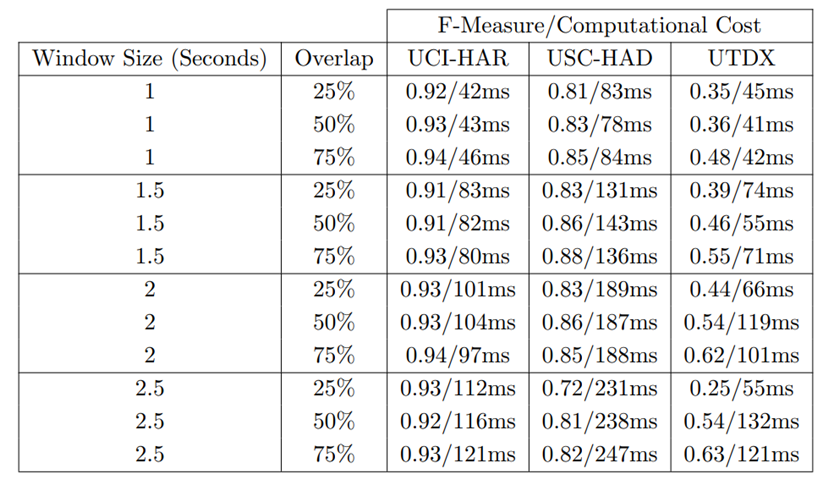 F-Measure/Computational Cost
Window Size (Seconds) Overlap UCI-HAR USC-HAD UTDX
1 25% 0.92/42ms 0.81/83ms 0.35/45ms
1 50% 0.93/43ms 0.83/78ms 0.36/41ms
1 75% 0.94/46ms 0.85/84ms 0.48/42ms
1.5 25% 0.91/83ms 0.83/131ms 0.39/74ms
1.5 50% 0.91/82ms 0.86/143ms 0.46/55ms
1.5 75% 0.93/80ms 0.88/136ms 0.55/71ms
2 25% 0.93/101ms 0.83/189ms 0.44/66ms
2 50% 0.93/104ms 0.86/187ms 0.54/119ms
2 75% 0.94/97ms 0.85/188ms 0.62/101ms
2.5 25% 0.93/112ms 0.72/231ms 0.25/55ms
2.5 50% 0.92/116ms 0.81/238ms 0.54/132ms
2.5 75% 0.93/121ms 0.82/247ms 0.63/121ms